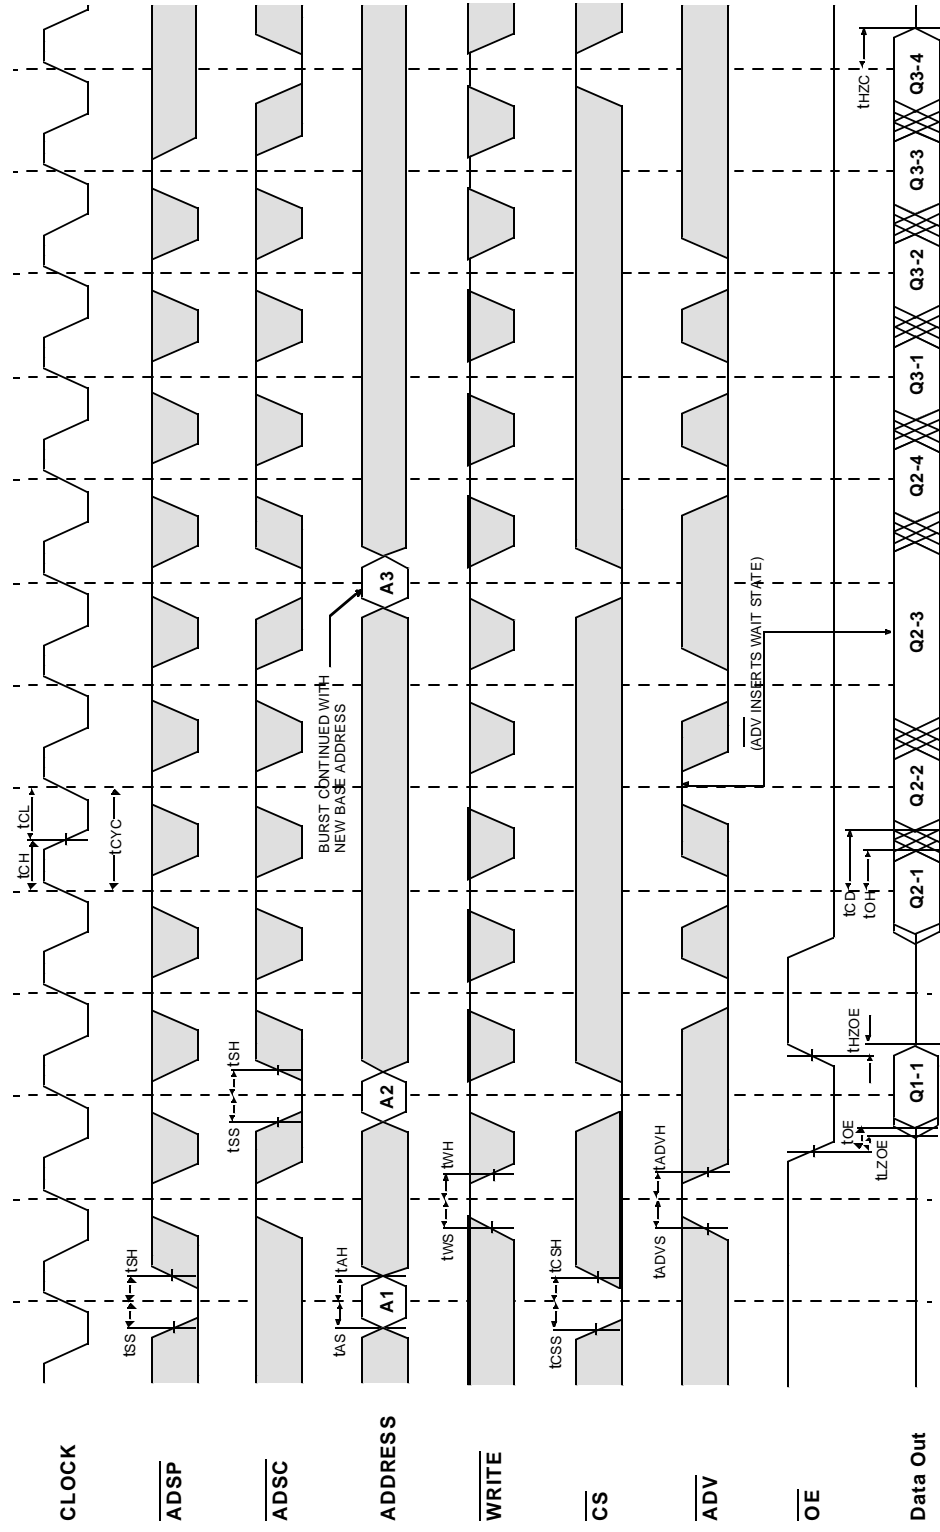 CLOCK
tCH
tCL
tCYC
ADSP
tSS
tSH
ADSC
tSS
tSH
BURST CONTINUED WITH
NEW BASE ADDRESS
ADDRESS
tAS
tAH
A1
A2
A3
WRITE
tWS
tWH
CS
tCSS
tCSH
ADV
tADVS
tADVH
(ADV INSERTS WAIT STATE)
OE
tOE
tLZOE
tHZOE
tCD
tOH
tHZC
Data Out
Q1-1
Q2-1
Q2-2
Q2-3
Q2-4
Q3-1
Q3-2
Q3-3
Q3-4